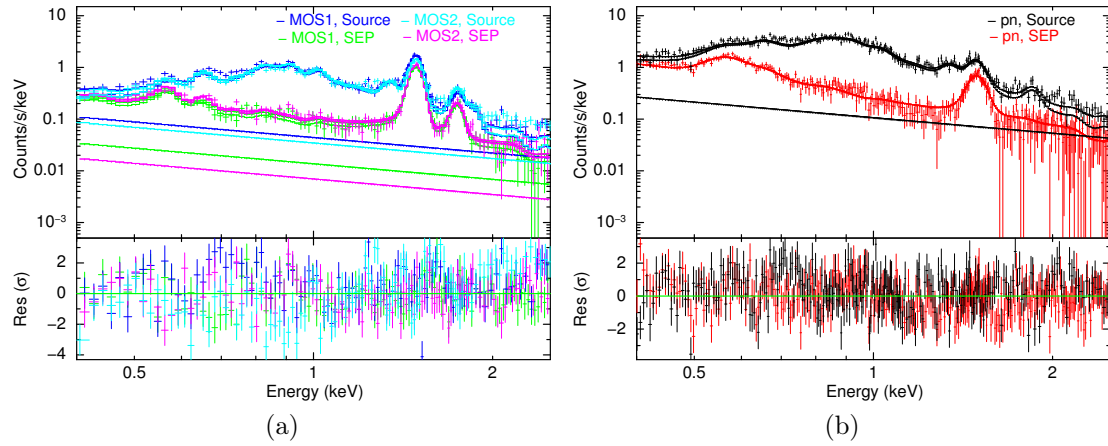 MOS1, Source
MOS2, Source
MOS1, SEP
MOS2, SEP
Counts/s/keV
10
1
0.1
0.01
10⁻³
Res (σ)
2
0
−2
−4
0.5
1
2
Energy (keV)
(a)
pn, Source
pn, SEP
Counts/s/keV
10
1
0.1
0.01
10⁻³
Res (σ)
2
0
−2
0.5
1
2
Energy (keV)
(b)